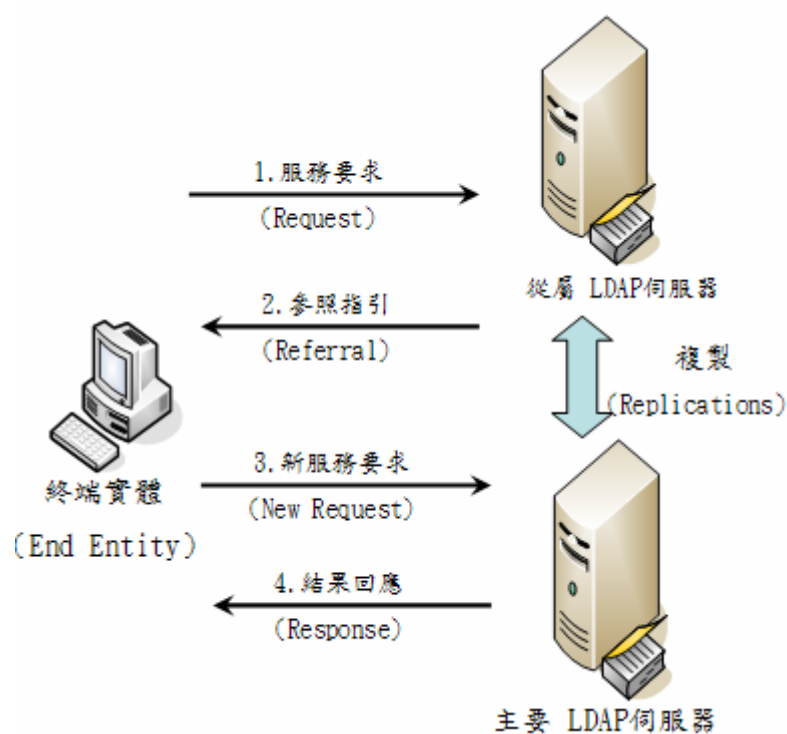 1.服務要求
(Request)
從屬 LDAP伺服器
2.參照指引
(Referral)
複製
(Replications)
終端實體
(End Entity)
3.新服務要求
(New Request)
4.結果回應
(Response)
主要 LDAP伺服器